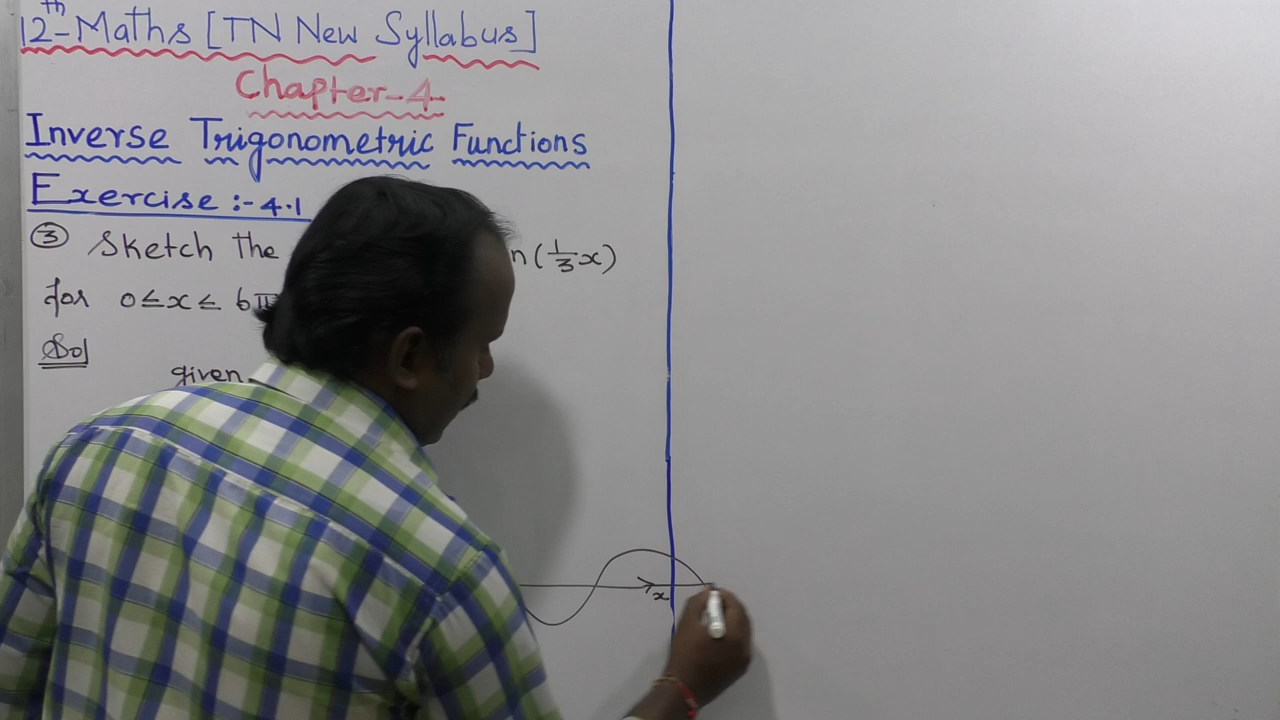 12th Maths [TN New Syllabus]
Chapter-4
Inverse Trigonometric Functions
Exercise :- 4.1
③ Sketch the n(1/3 x)
for 0≤x≤ 6π
Sol
given
x